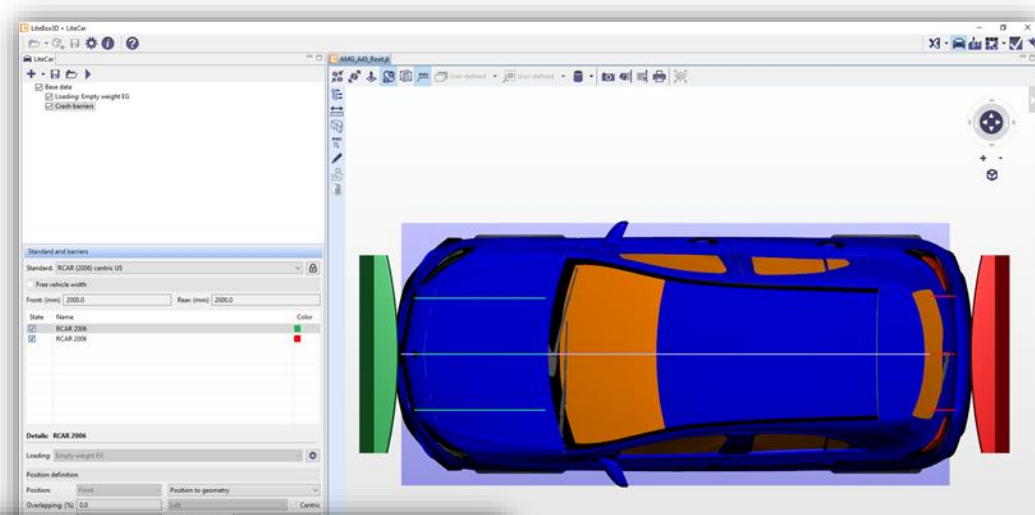 LiteBox3D - LiteCar
LiteCar
AMG_A45_Root.jt
User-defined
User-defined
Base data
Loading: Empty weight EG
Crash barriers
Standard and barriers
Standard: RCAR (2006) centric US
Free vehicle width
Front: (mm) 2000.0 Rear: (mm) 2000.0
State Name Color
RCAR 2006
RCAR 2006
Details: RCAR 2006
Loading: Empty weight EG
Position definition
Position: Front Position to geometry
Overlapping: (%) 0.0 Left Centric